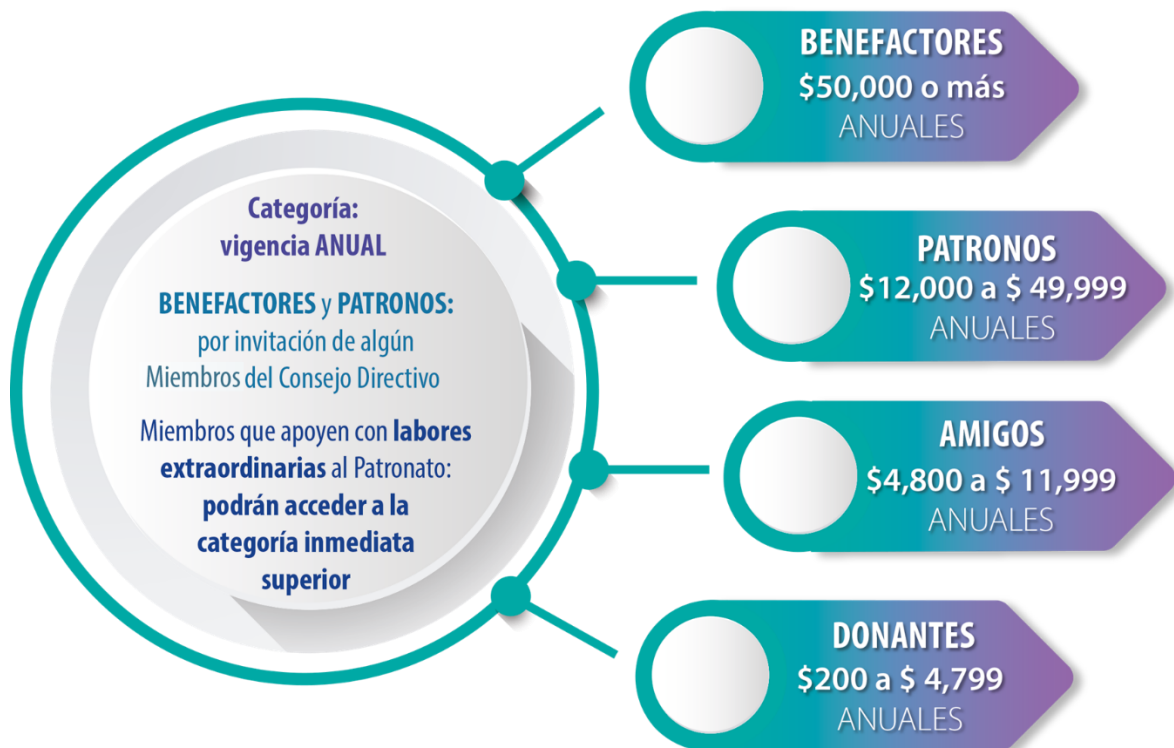 Categoría:
vigencia ANUAL
BENEFACTORES y PATRONOS:
por invitación de algún
Miembros del Consejo Directivo
Miembros que apoyen con labores
extraordinarias al Patronato:
podrán acceder a la
categoría inmediata
superior
BENEFACTORES
$50,000 o más
ANUALES
PATRONOS
$12,000 a $ 49,999
ANUALES
AMIGOS
$4,800 a $ 11,999
ANUALES
DONANTES
$200 a $ 4,799
ANUALES